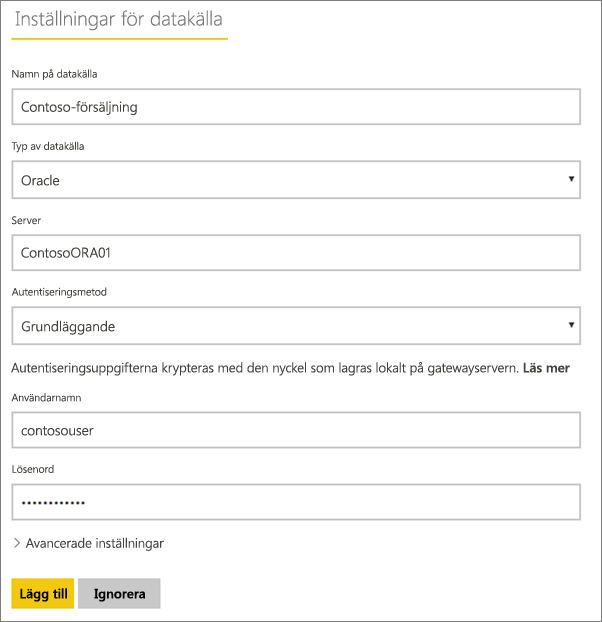 Inställningar för datakälla
Namn på datakälla
Contoso-försäljning
Typ av datakälla
Oracle
Server
ContosoORA01
Autentiseringsmetod
Grundläggande
Autentiseringsuppgifterna krypteras med den nyckel som lagras lokalt på gatewayservern. Läs mer
Användarnamn
contosouser
Lösenord
••••••••••••
Avancerade inställningar
Lägg till Ignorera